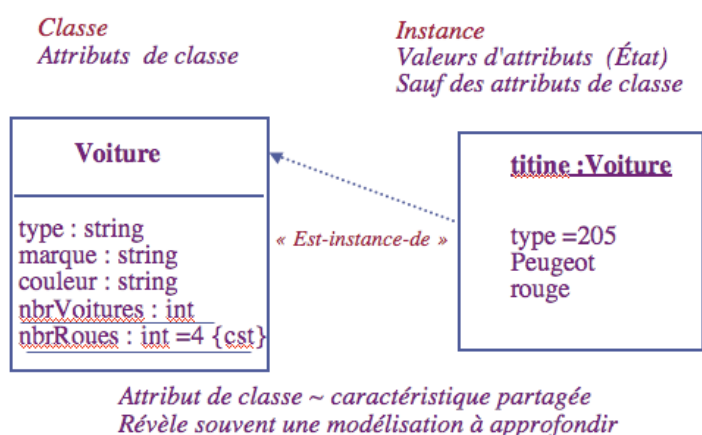 Classe
Attributs de classe
Instance
Valeurs d'attributs (État)
Sauf des attributs de classe
Voiture
type : string
marque : string
couleur : string
nbrVoitures : int
nbrRoues : int =4 {cst}
« Est-instance-de »
titine :Voiture
type =205
Peugeot
rouge
Attribut de classe ~ caractéristique partagée
Révèle souvent une modélisation à approfondir